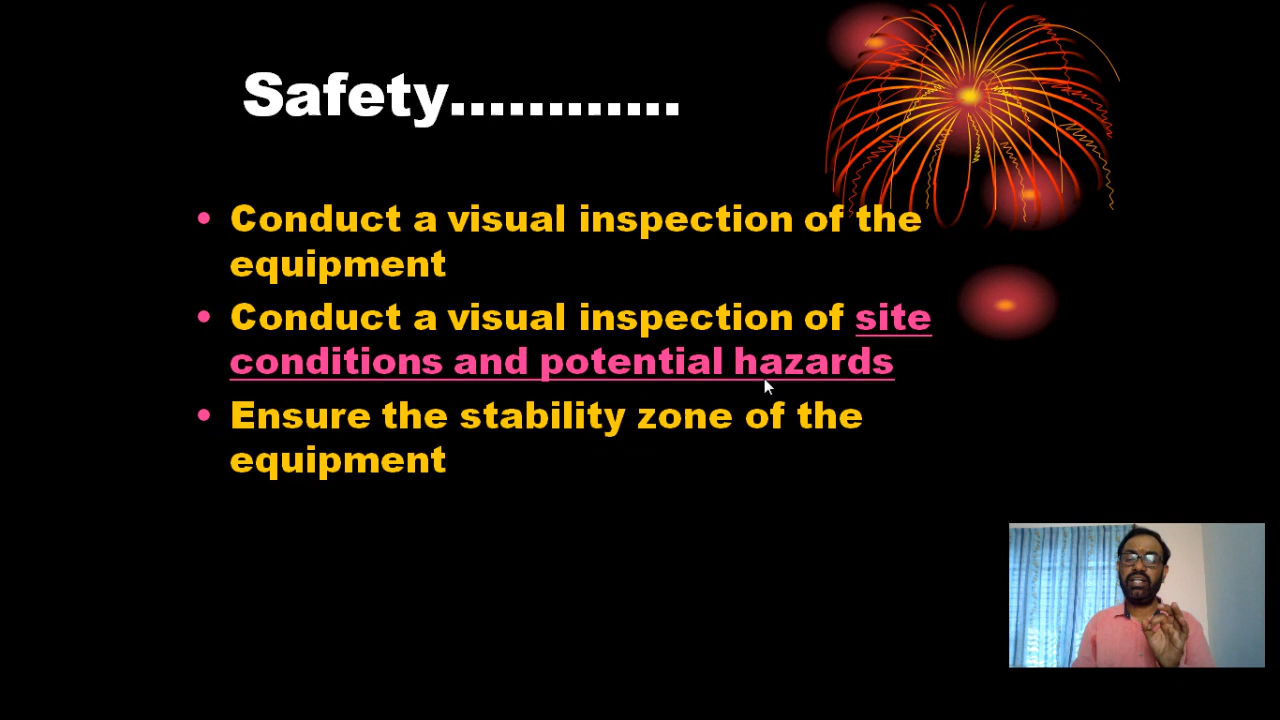 Safety............
• Conduct a visual inspection of the
equipment
• Conduct a visual inspection of site
conditions and potential hazards
• Ensure the stability zone of the
equipment